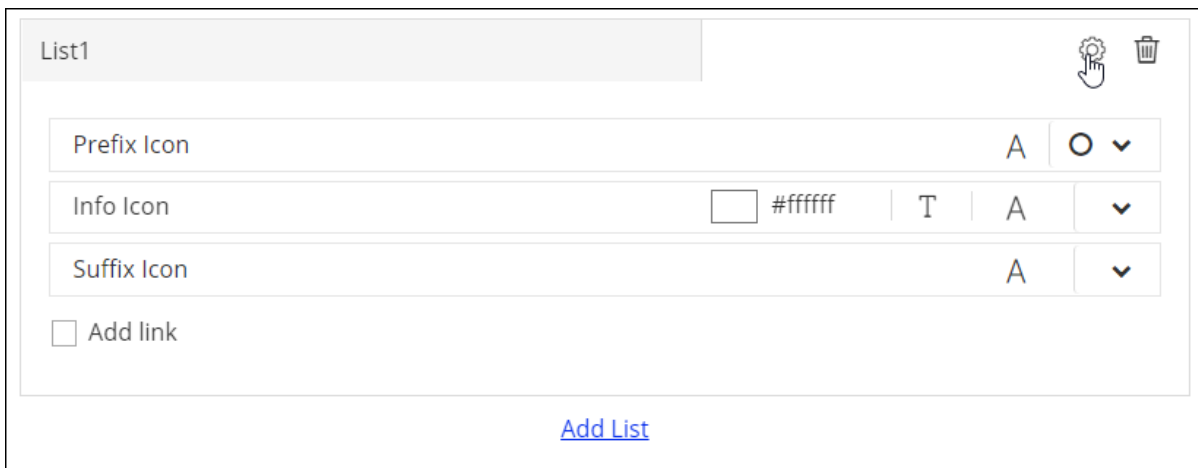 List1
Prefix Icon A
Info Icon #ffffff T A
Suffix Icon A
Add link
Add List